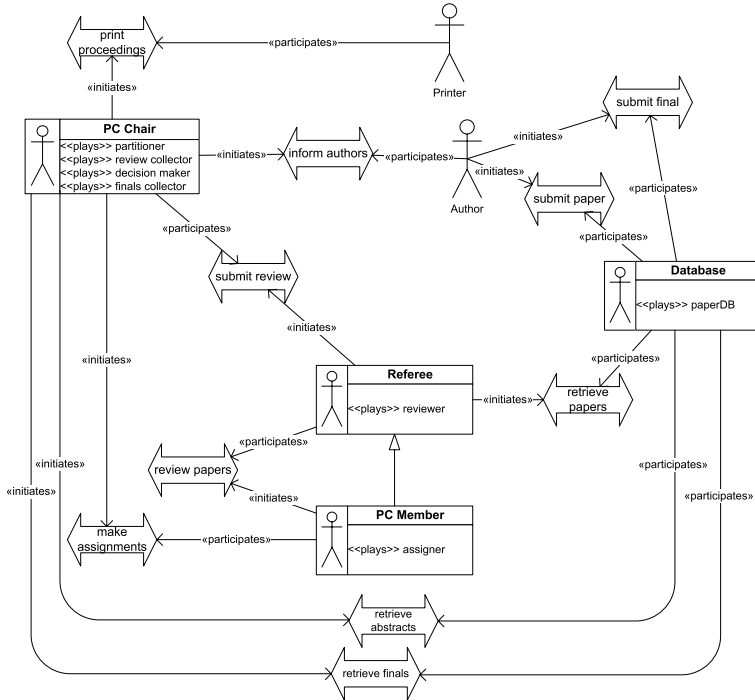 print
proceedings
«participates»
Printer
«initiates»
submit final
PC Chair
<<plays>> partitioner
<<plays>> review collector
<<plays>> decision maker
<<plays>> finals collector
«initiates»
inform authors
«participates»
Author
«initiates»
«initiates»
submit paper
«participates»
«participates»
«participates»
submit review
Database
<<plays>> paperDB
«initiates»
«initiates»
Referee
<<plays>> reviewer
«initiates»
retrieve
papers
«participates»
«participates»
review papers
«initiates»
«initiates»
«initiates»
«participates»
«participates»
PC Member
<<plays>> assigner
make
assignments
«participates»
retrieve
abstracts
retrieve finals